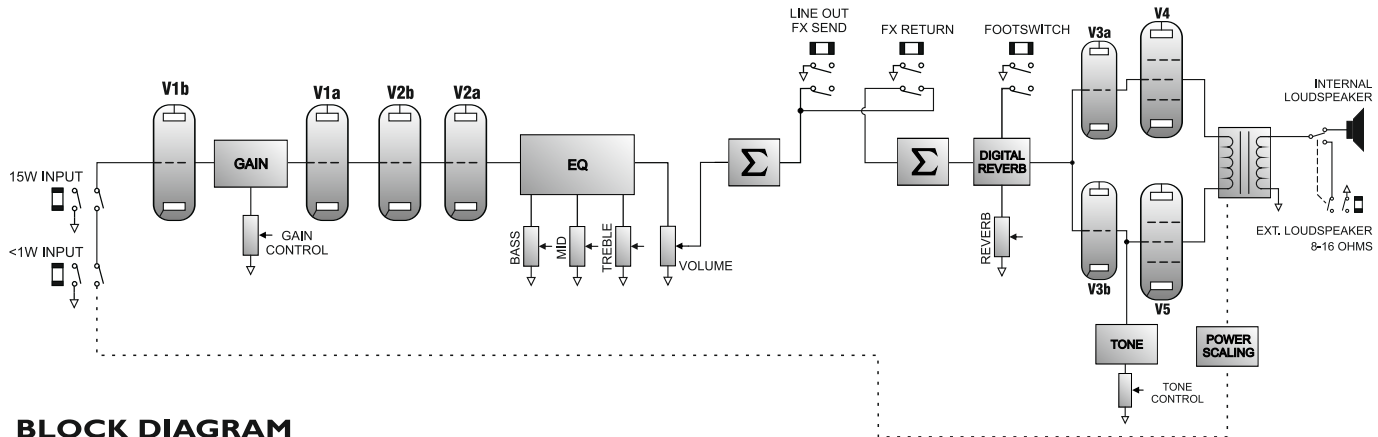 LINE OUT
FX SEND
FX RETURN
FOOTSWITCH
V3a
V4
INTERNAL
LOUDSPEAKER
V1b
V1a
V2b
V2a
15W INPUT
GAIN
EQ
Σ
Σ
DIGITAL
REVERB
GAIN
CONTROL
BASS
MID
TREBLE
VOLUME
REVERB
<1W INPUT
EXT. LOUDSPEAKER
8-16 OHMS
V3b
V5
TONE
POWER
SCALING
TONE
CONTROL
BLOCK DIAGRAM